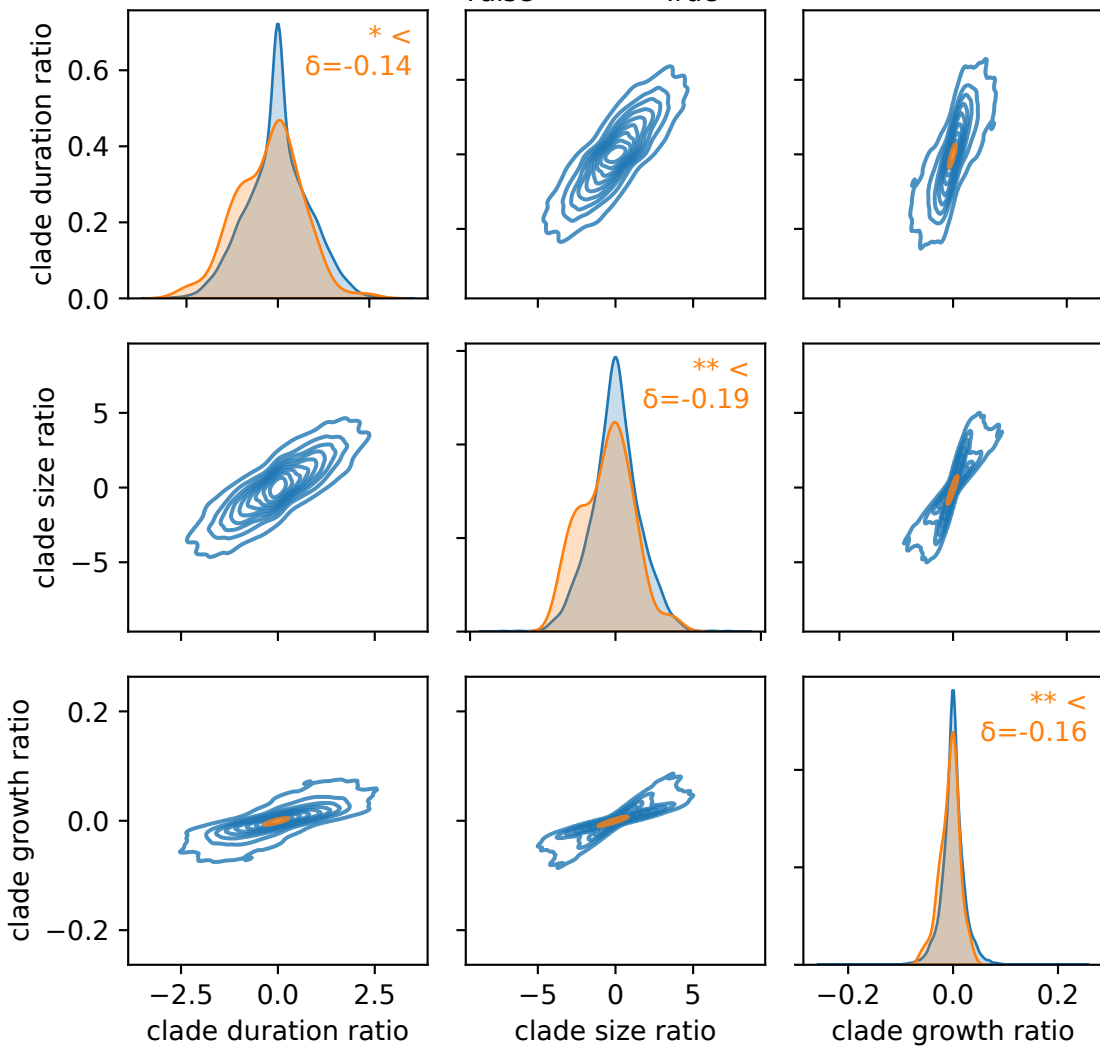 clade duration ratio
0.6
0.4
0.2
0.0
* <
δ=-0.14
clade size ratio
5
0
−5
** <
δ=-0.19
clade growth ratio
0.2
0.0
−0.2
** <
δ=-0.16
−2.5 0.0 2.5
clade duration ratio
−5 0 5
clade size ratio
−0.2 0.0 0.2
clade growth ratio